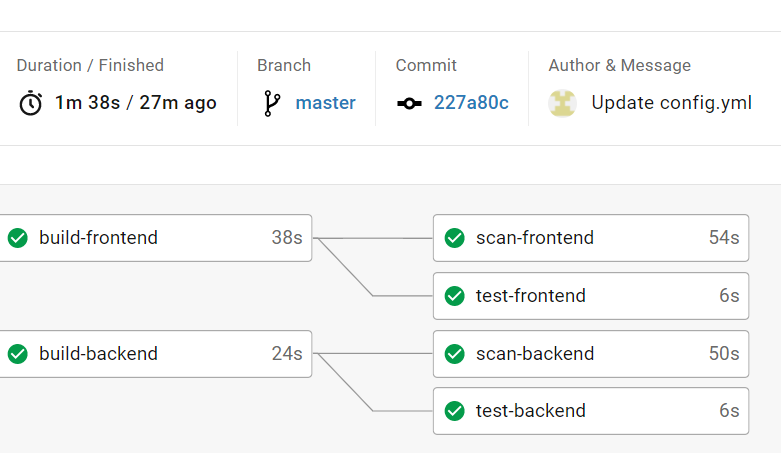 Duration / Finished
1m 38s / 27m ago
Branch
master
Commit
227a80c
Author & Message
Update config.yml
build-frontend 38s
scan-frontend 54s
test-frontend 6s
build-backend 24s
scan-backend 50s
test-backend 6s